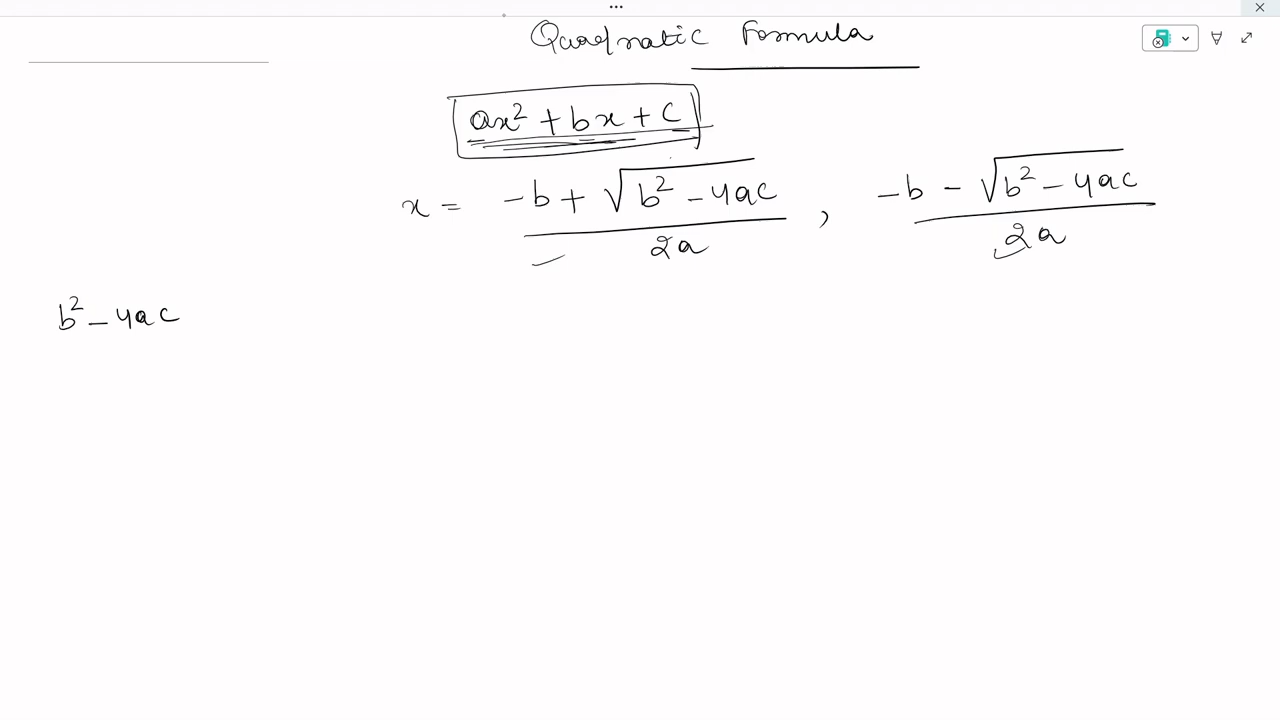 Quadratic Formula
ax² + bx + c
x = -b + √b² - 4ac / 2a , -b - √b² - 4ac / 2a
b² - 4ac